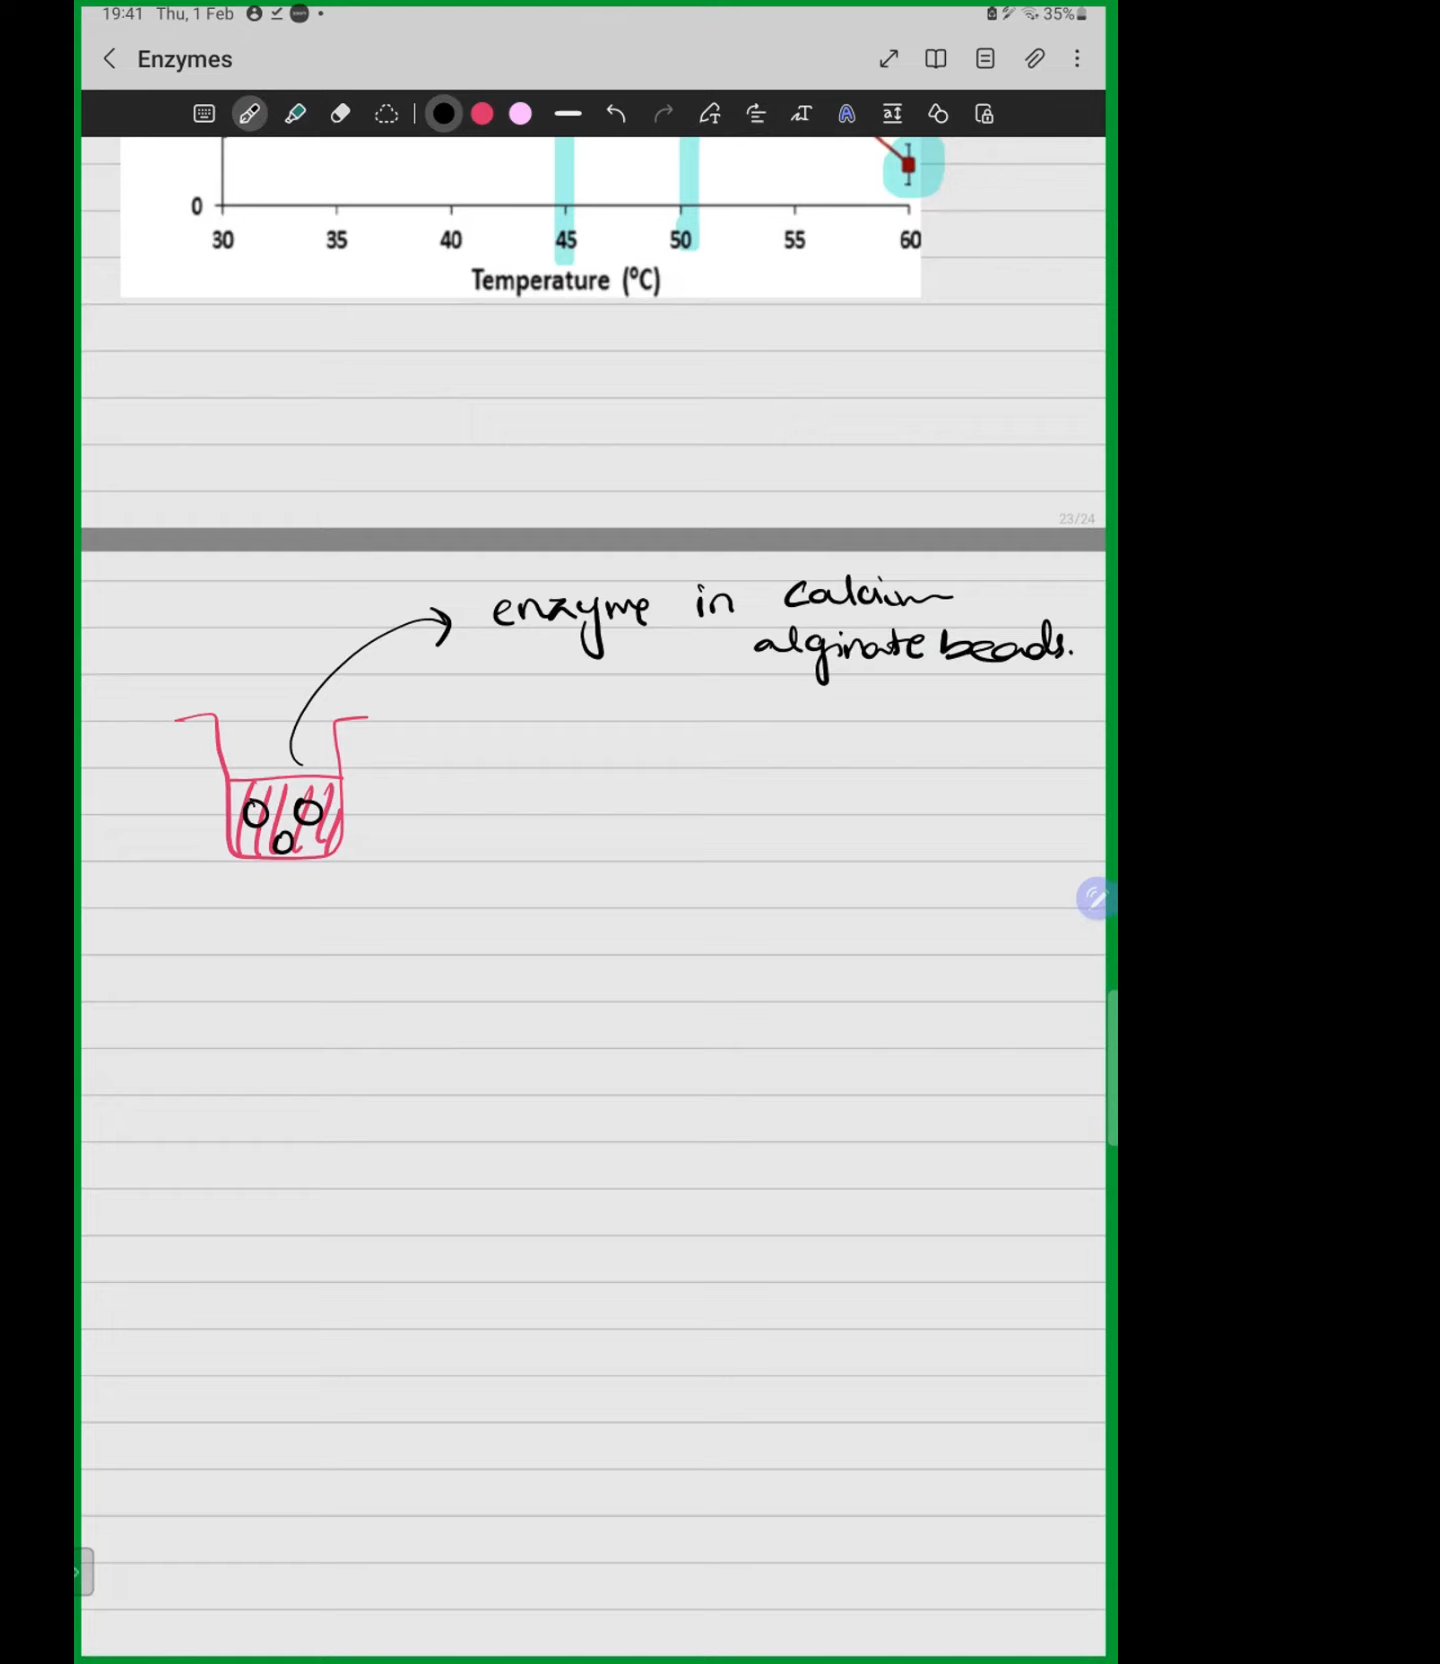 19:41 Thu, 1 Feb
35%
Enzymes
0
30 35 40 45 50 55 60
Temperature (ºC)
23/24
enzyme in calcium
alginate beads.